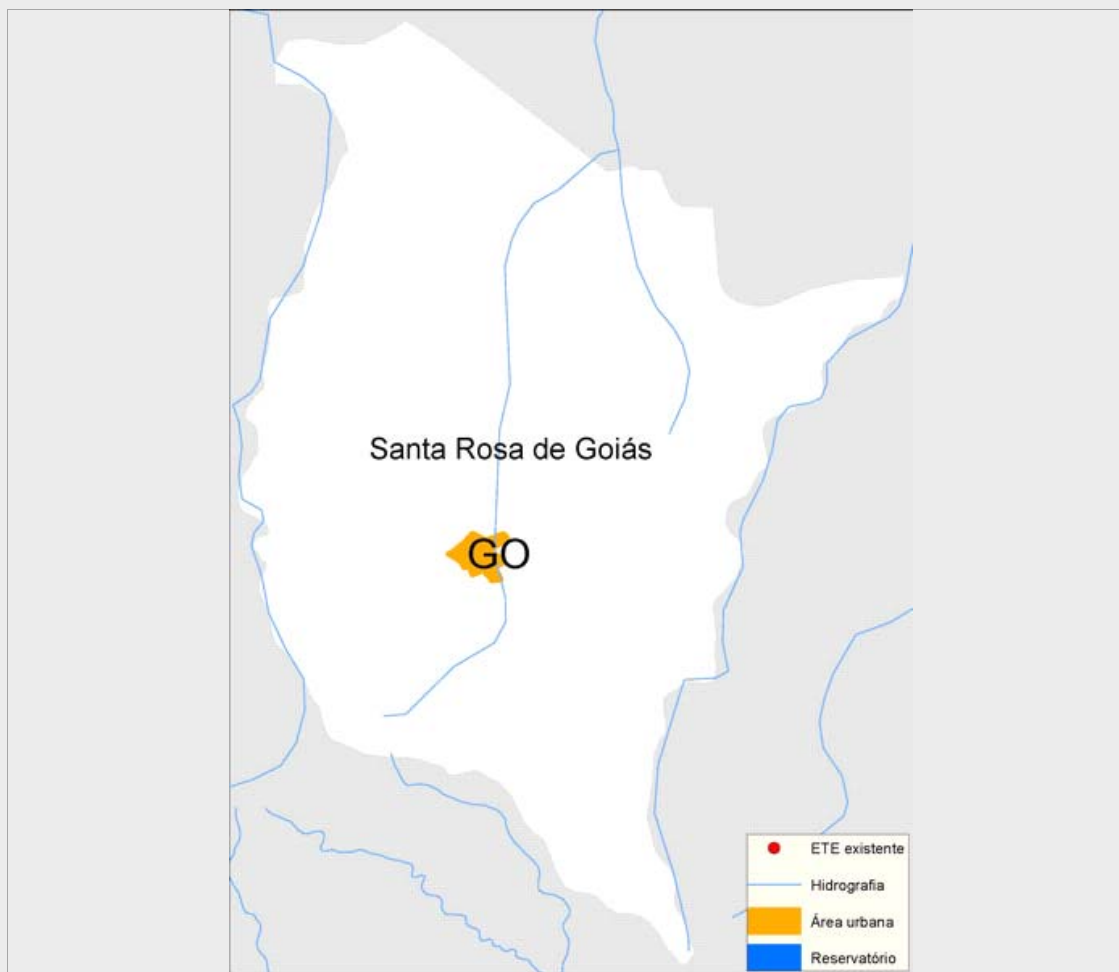 Santa Rosa de Goiás
GO
ETE existente
Hidrografia
Área urbana
Reservatório